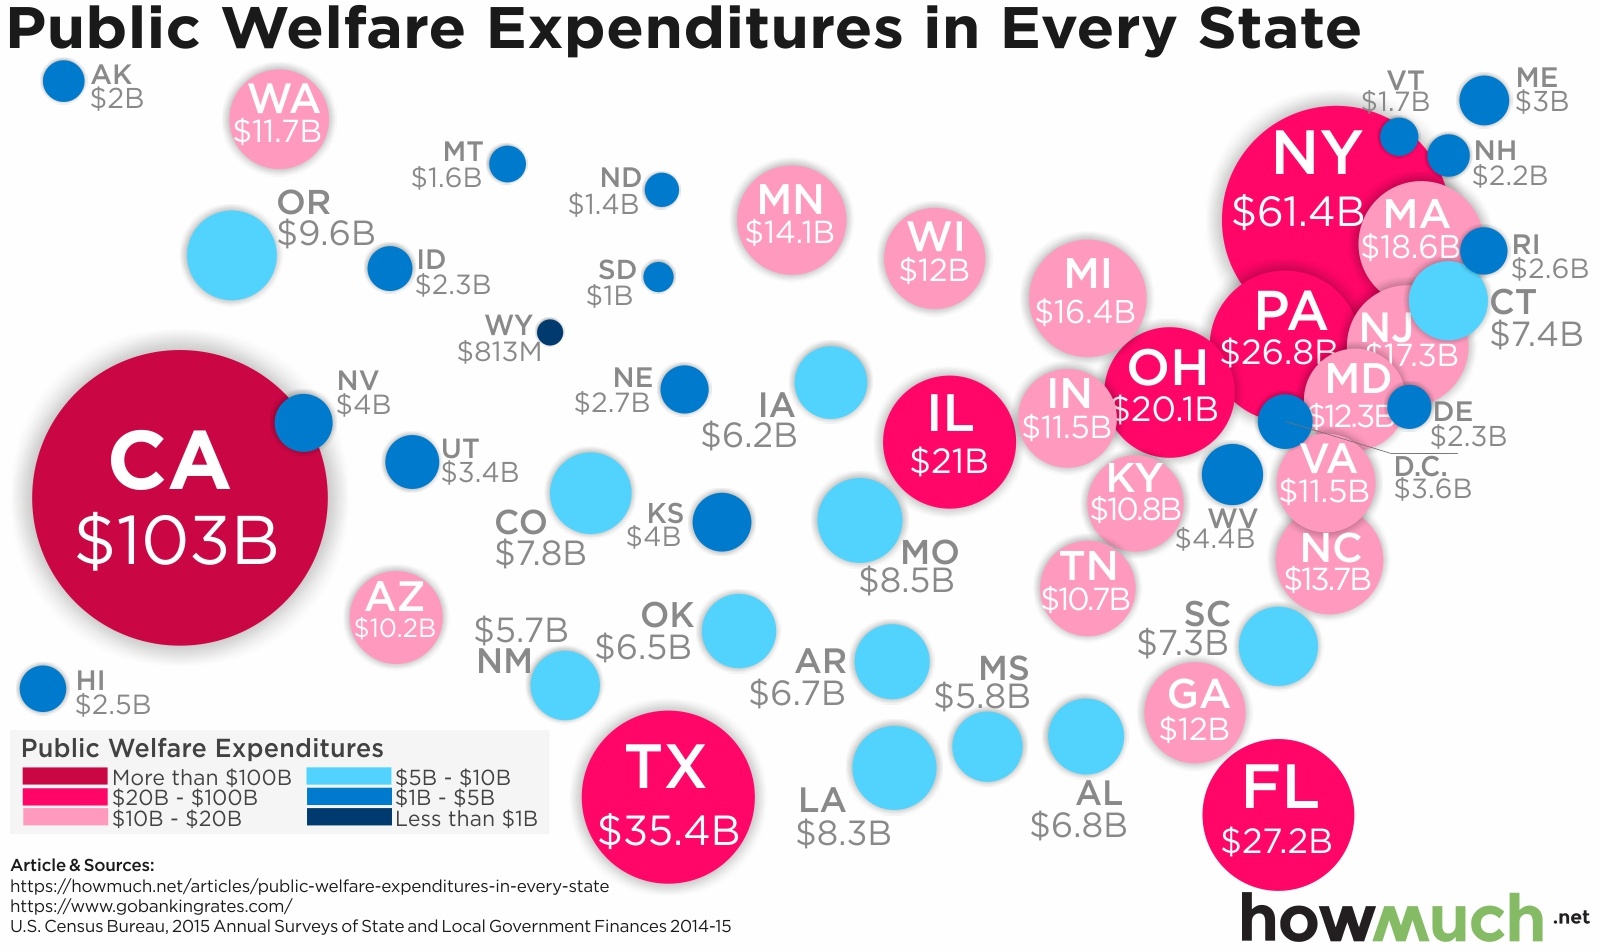 Public Welfare Expenditures in Every State
AK
$2B
WA
$11.7B
MT
$1.6B
ND
$1.4B
MN
$14.1B
WI
$12B
MI
$16.4B
NY
$61.4B
VT
$1.7B
ME
$3B
NH
$2.2B
MA
$18.6B
RI
$2.6B
CT
$7.4B
OR
$9.6B
ID
$2.3B
SD
$1B
WY
$813M
NE
$2.7B
IA
$6.2B
IL
$21B
IN
$11.5B
OH
$20.1B
PA
$26.8B
NJ
$17.3B
MD
$12.3B
DE
$2.3B
D.C.
$3.6B
CA
$103B
NV
$4B
UT
$3.4B
CO
$7.8B
KS
$4B
MO
$8.5B
KY
$10.8B
WV
$4.4B
VA
$11.5B
NC
$13.7B
TN
$10.7B
AZ
$10.2B
$5.7B
NM
OK
$6.5B
AR
$6.7B
MS
$5.8B
SC
$7.3B
GA
$12B
HI
$2.5B
TX
$35.4B
LA
$8.3B
AL
$6.8B
FL
$27.2B
Public Welfare Expenditures
More than $100B
$20B - $100B
$10B - $20B
$5B - $10B
$1B - $5B
Less than $1B
Article & Sources:
https://howmuch.net/articles/public-welfare-expenditures-in-every-state
https://www.gobankingrates.com/
U.S. Census Bureau, 2015 Annual Surveys of State and Local Government Finances 2014-15
howmuch.net